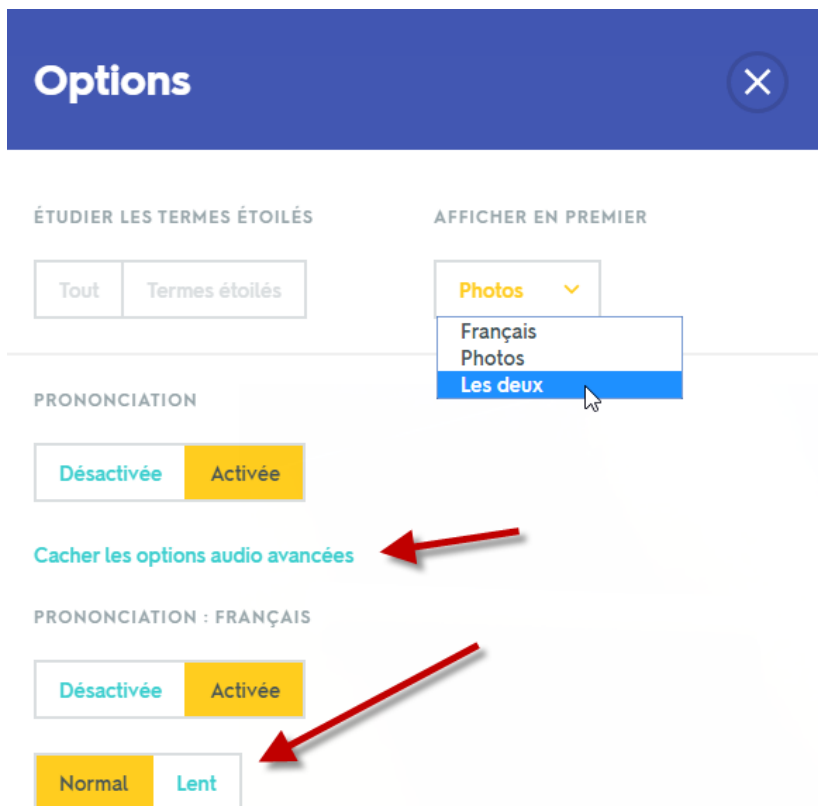 Options
ÉTUDIER LES TERMES ÉTOILÉS
AFFICHER EN PREMIER
Tout
Termes étoilés
Photos
Français
Photos
Les deux
PRONONCIATION
Désactivée
Activée
Cacher les options audio avancées
PRONONCIATION : FRANÇAIS
Désactivée
Activée
Normal
Lent